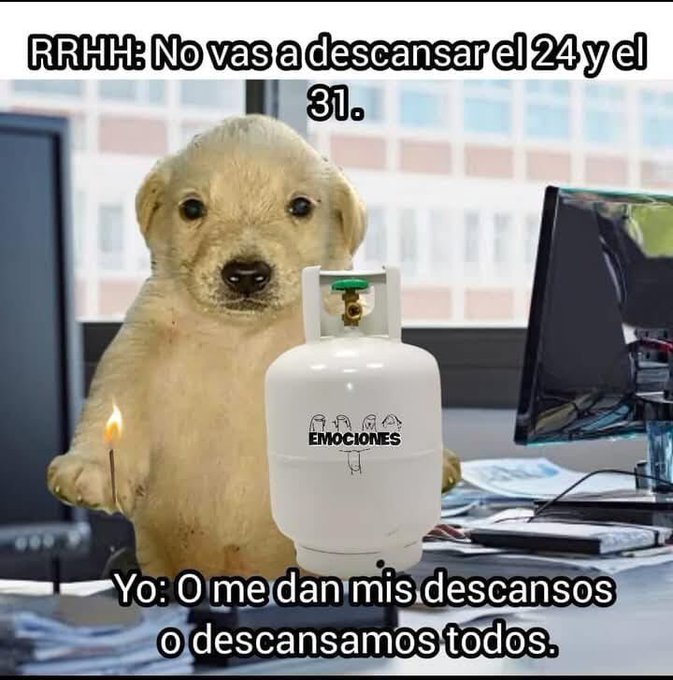 RRHH: No vas a descansar el 24 y el
31.
EMOCIONES
Yo: O me dan mis descansos
o descansamos todos.